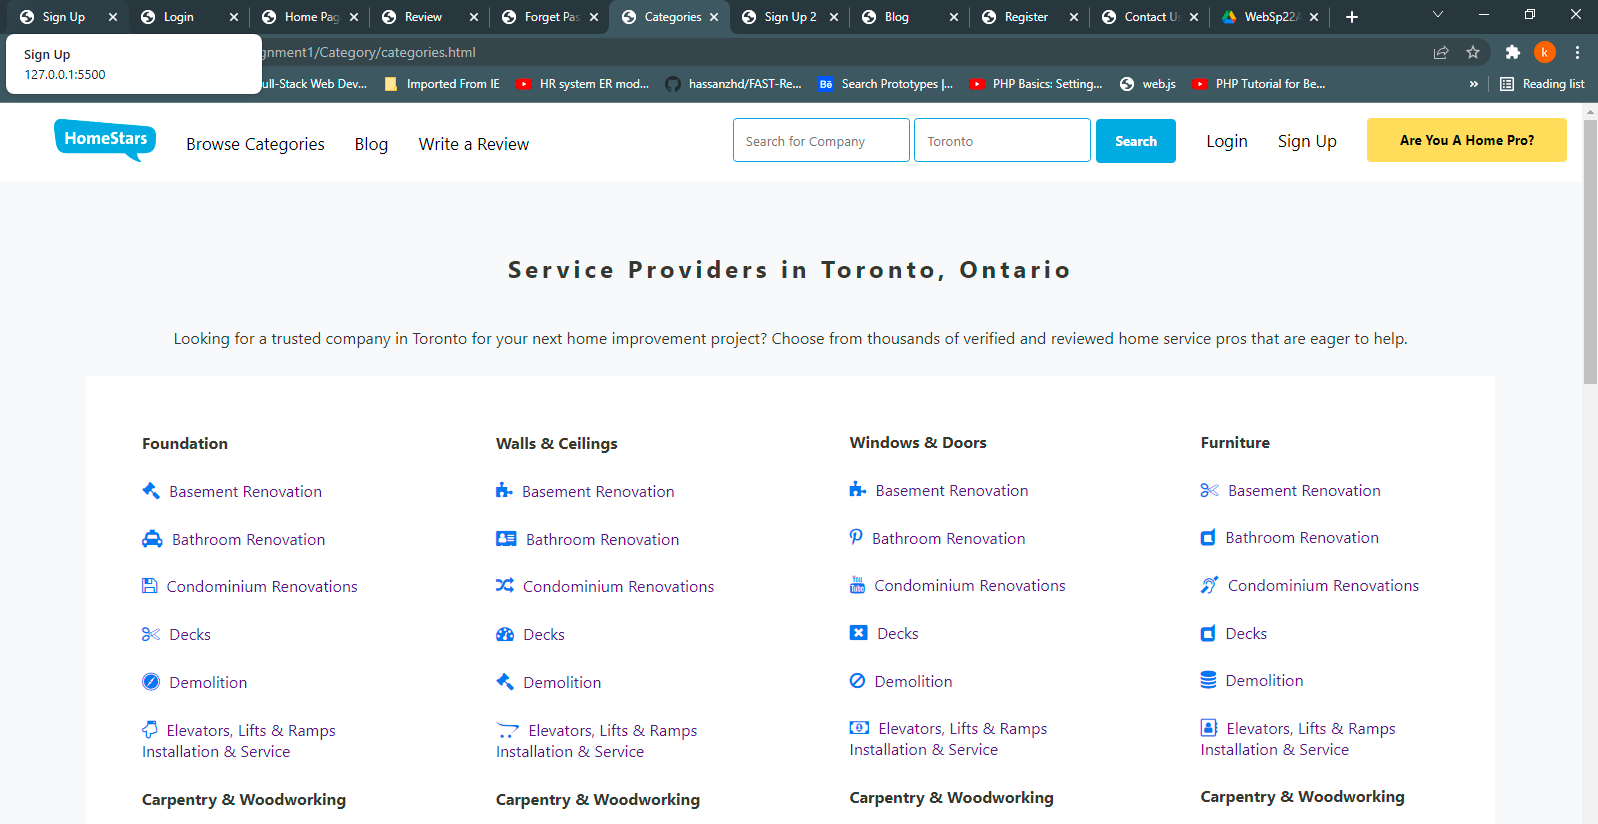 Sign Up
Login
Home Pag
Review
Forget Pas
Categories
Sign Up 2
Blog
Register
Contact Us
WebSp22A
Sign Up
127.0.0.1:5500
gnment1/Category/categories.html
k
ull-Stack Web Dev...
Imported From IE
HR system ER mod...
hassanzhd/FAST-Re...
Bē
Search Prototypes |...
PHP Basics: Setting...
web.js
PHP Tutorial for Be...
»
Reading list
HomeStars
Browse Categories
Blog
Write a Review
Search for Company
Toronto
Search
Login
Sign Up
Are You A Home Pro?
Service Providers in Toronto, Ontario
Looking for a trusted company in Toronto for your next home improvement project? Choose from thousands of verified and reviewed home service pros that are eager to help.
Foundation
Basement Renovation
Bathroom Renovation
Condominium Renovations
Decks
Demolition
Elevators, Lifts & Ramps
Installation & Service
Carpentry & Woodworking
Walls & Ceilings
Basement Renovation
Bathroom Renovation
Condominium Renovations
Decks
Demolition
Elevators, Lifts & Ramps
Installation & Service
Carpentry & Woodworking
Windows & Doors
Basement Renovation
Bathroom Renovation
You Tube
Condominium Renovations
Decks
Demolition
Elevators, Lifts & Ramps
Installation & Service
Carpentry & Woodworking
Furniture
Basement Renovation
Bathroom Renovation
Condominium Renovations
Decks
Demolition
Elevators, Lifts & Ramps
Installation & Service
Carpentry & Woodworking